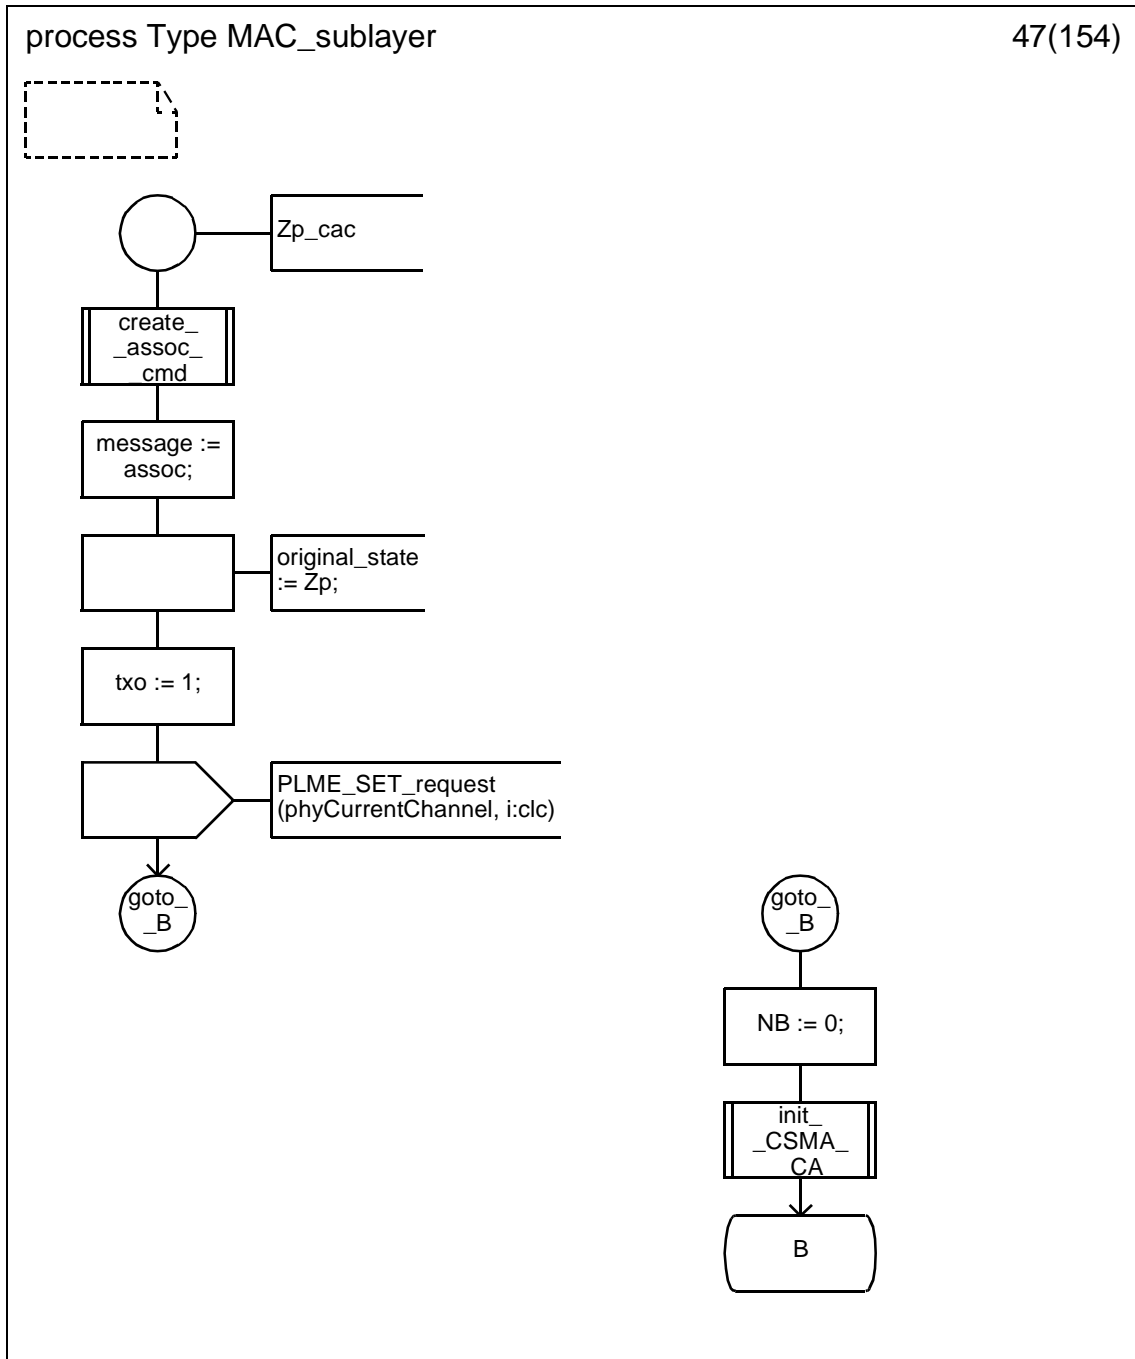 process Type MAC_sublayer
47(154)
Zp_cac
create_
_assoc_
_cmd
message :=
assoc;
original_state
:= Zp;
txo := 1;
PLME_SET_request
(phyCurrentChannel, i:clc)
goto_
_B
goto_
_B
NB := 0;
init_
_CSMA_
_CA
B